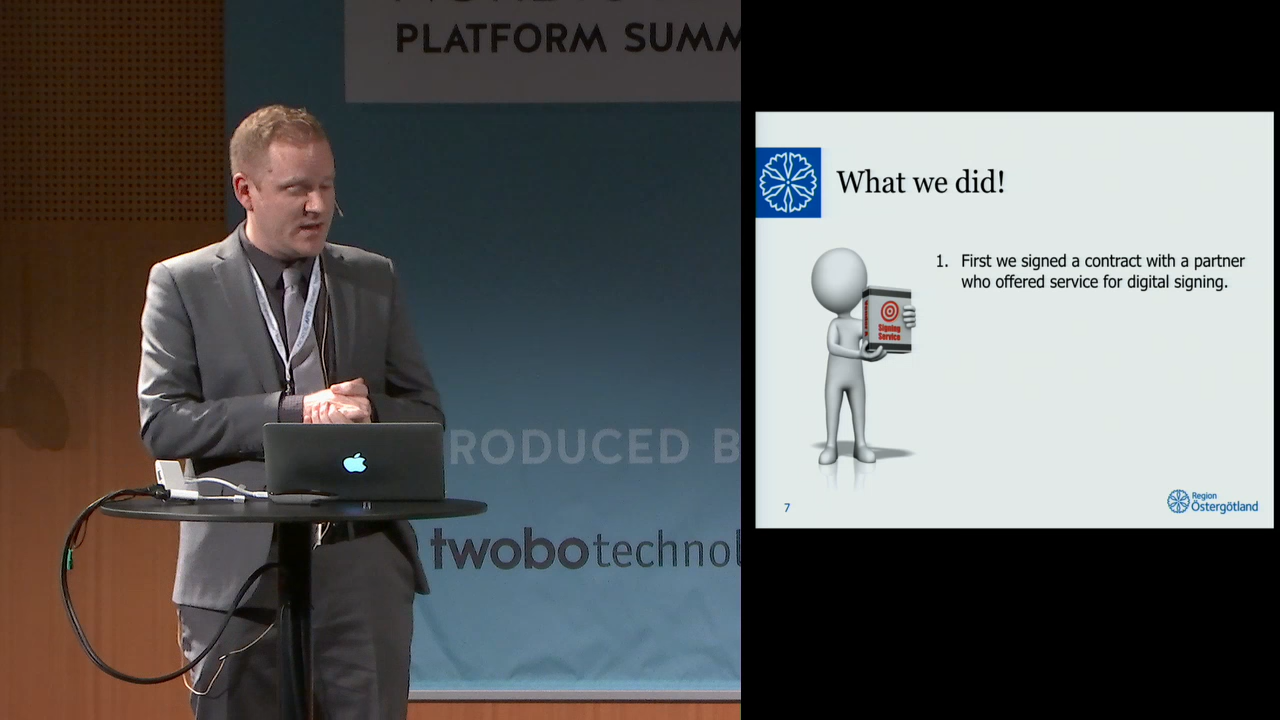 PLATFORM SUMM
RODUCED B
twobotechnol
What we did!
1. First we signed a contract with a partner
who offered service for digital signing.
Signing
Service
7
Region
Östergötland